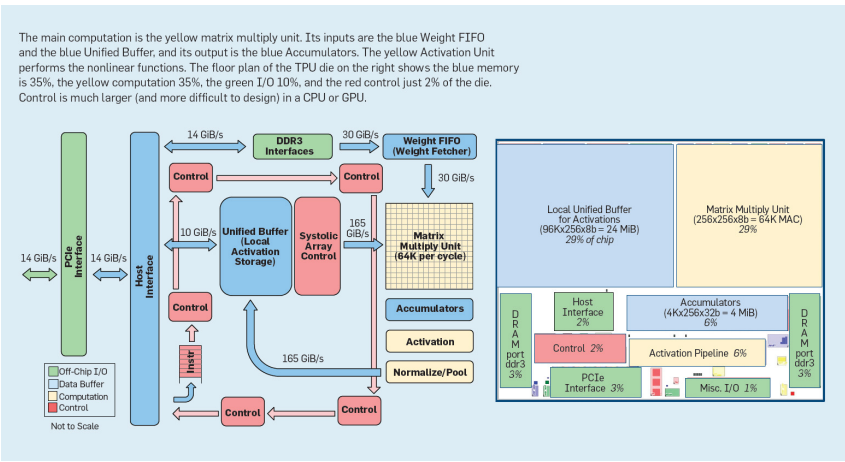 The main computation is the yellow matrix multiply unit. Its inputs are the blue Weight FIFO
and the blue Unified Buffer, and its output is the blue Accumulators. The yellow Activation Unit
performs the nonlinear functions. The floor plan of the TPU die on the right shows the blue memory
is 35%, the yellow computation 35%, the green I/O 10%, and the red control just 2% of the die.
Control is much larger (and more difficult to design) in a CPU or GPU.
14 GiB/s
DDR3
Interfaces
30 GiB/s
Weight FIFO
(Weight Fetcher)
Control
Control
30 GiB/s
14 GiB/s
PCIe
Interface
14 GiB/s
Host
Interface
10 GiB/s
Unified Buffer
(Local
Activation
Storage)
Systolic
Array
Control
165
GiB/s
Matrix
Multiply Unit
(64K per cycle)
Control
Accumulators
Activation
Instr
165 GiB/s
Normalize/Pool
Control
Control
Off-Chip I/O
Data Buffer
Computation
Control
Not to Scale
Local Unified Buffer
for Activations
(96Kx256x8b = 24 MiB)
29% of chip
Matrix Multiply Unit
(256x256x8b = 64K MAC)
29%
D
R
A
M
port
ddr3
3%
Host
Interface
2%
Accumulators
(4Kx256x32b = 4 MiB)
6%
D
R
A
M
port
ddr3
3%
Control 2%
Activation Pipeline 6%
PCIe
Interface 3%
Misc. I/O 1%